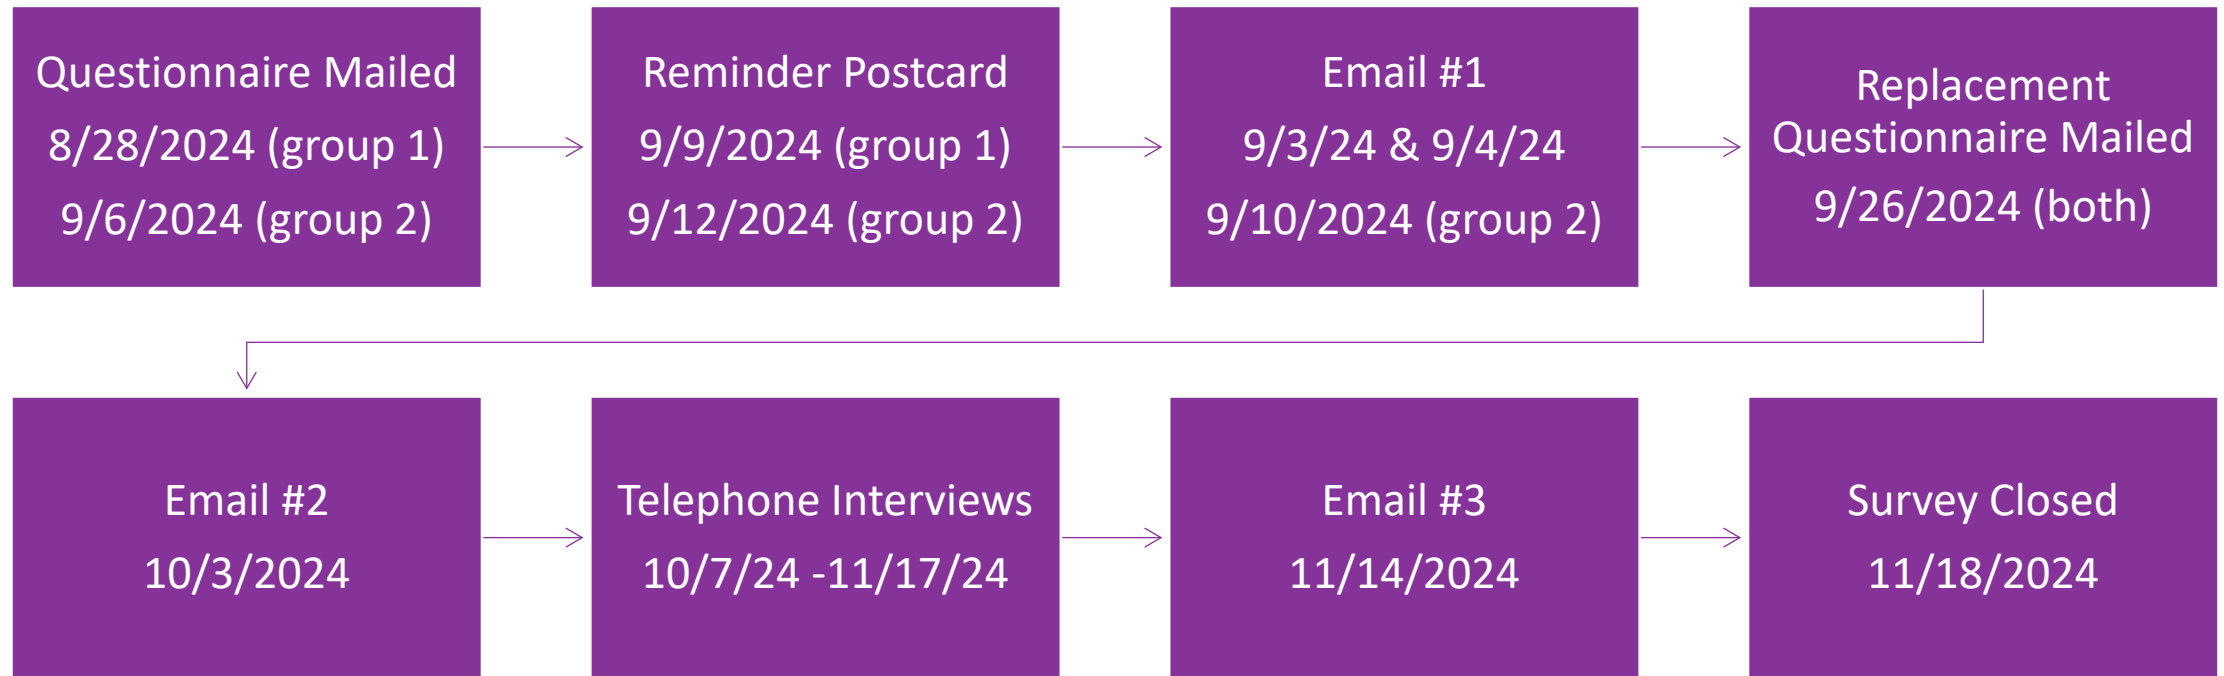 Questionnaire Mailed
8/28/2024 (group 1)
9/6/2024 (group 2)
Reminder Postcard
9/9/2024 (group 1)
9/12/2024 (group 2)
Email #1
9/3/24 & 9/4/24
9/10/2024 (group 2)
Replacement
Questionnaire Mailed
9/26/2024 (both)
Email #2
10/3/2024
Telephone Interviews
10/7/24 -11/17/24
Email #3
11/14/2024
Survey Closed
11/18/2024